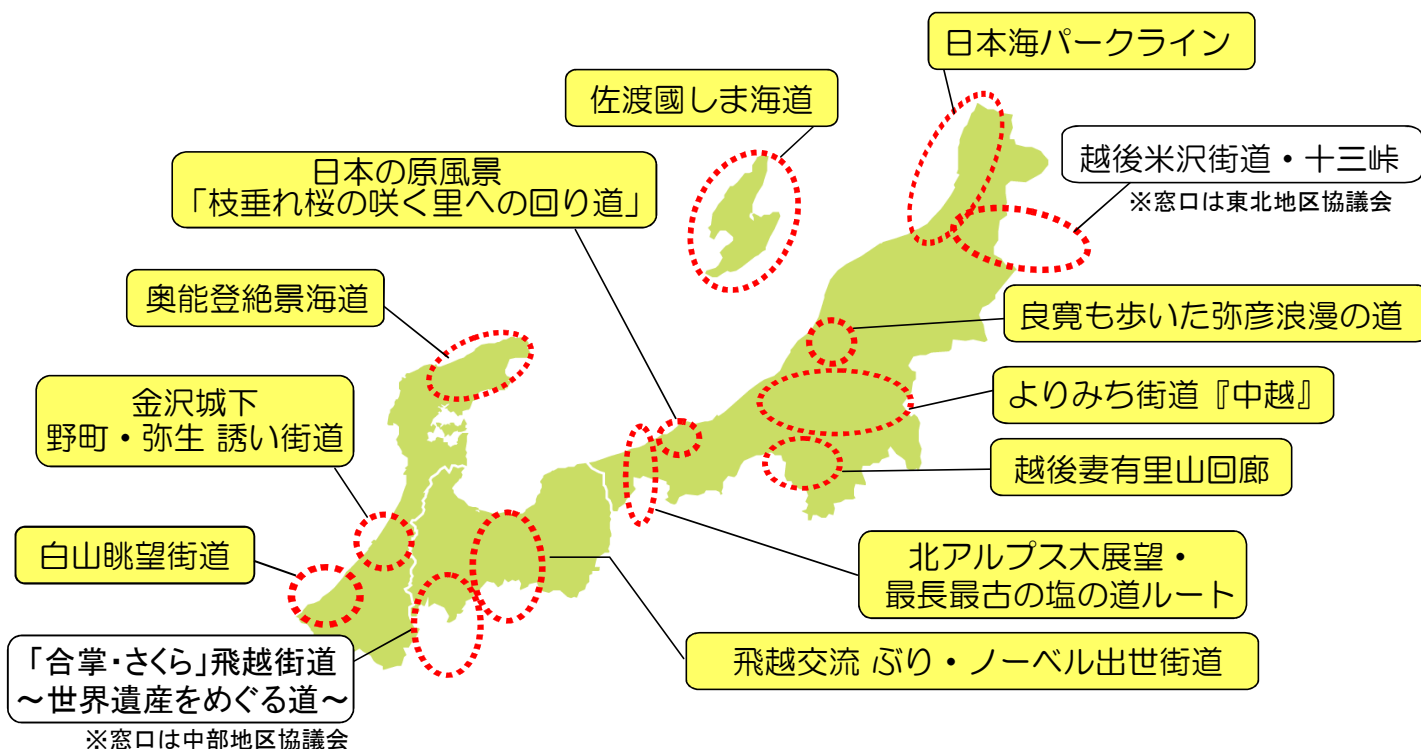 日本海パークライン
佐渡國しま海道
越後米沢街道・十三峠
※窓口は東北地区協議会
日本の原風景
「枝垂れ桜の咲く里への回り道」
奥能登絶景海道
良寛も歩いた弥彦浪漫の道
金沢城下
野町・弥生 誘い街道
よりみち街道『中越』
越後妻有里山回廊
白山眺望街道
北アルプス大展望・
最長最古の塩の道ルート
「合掌・さくら」飛越街道
～世界遺産をめぐる道～
※窓口は中部地区協議会
飛越交流 ぶり・ノーベル出世街道